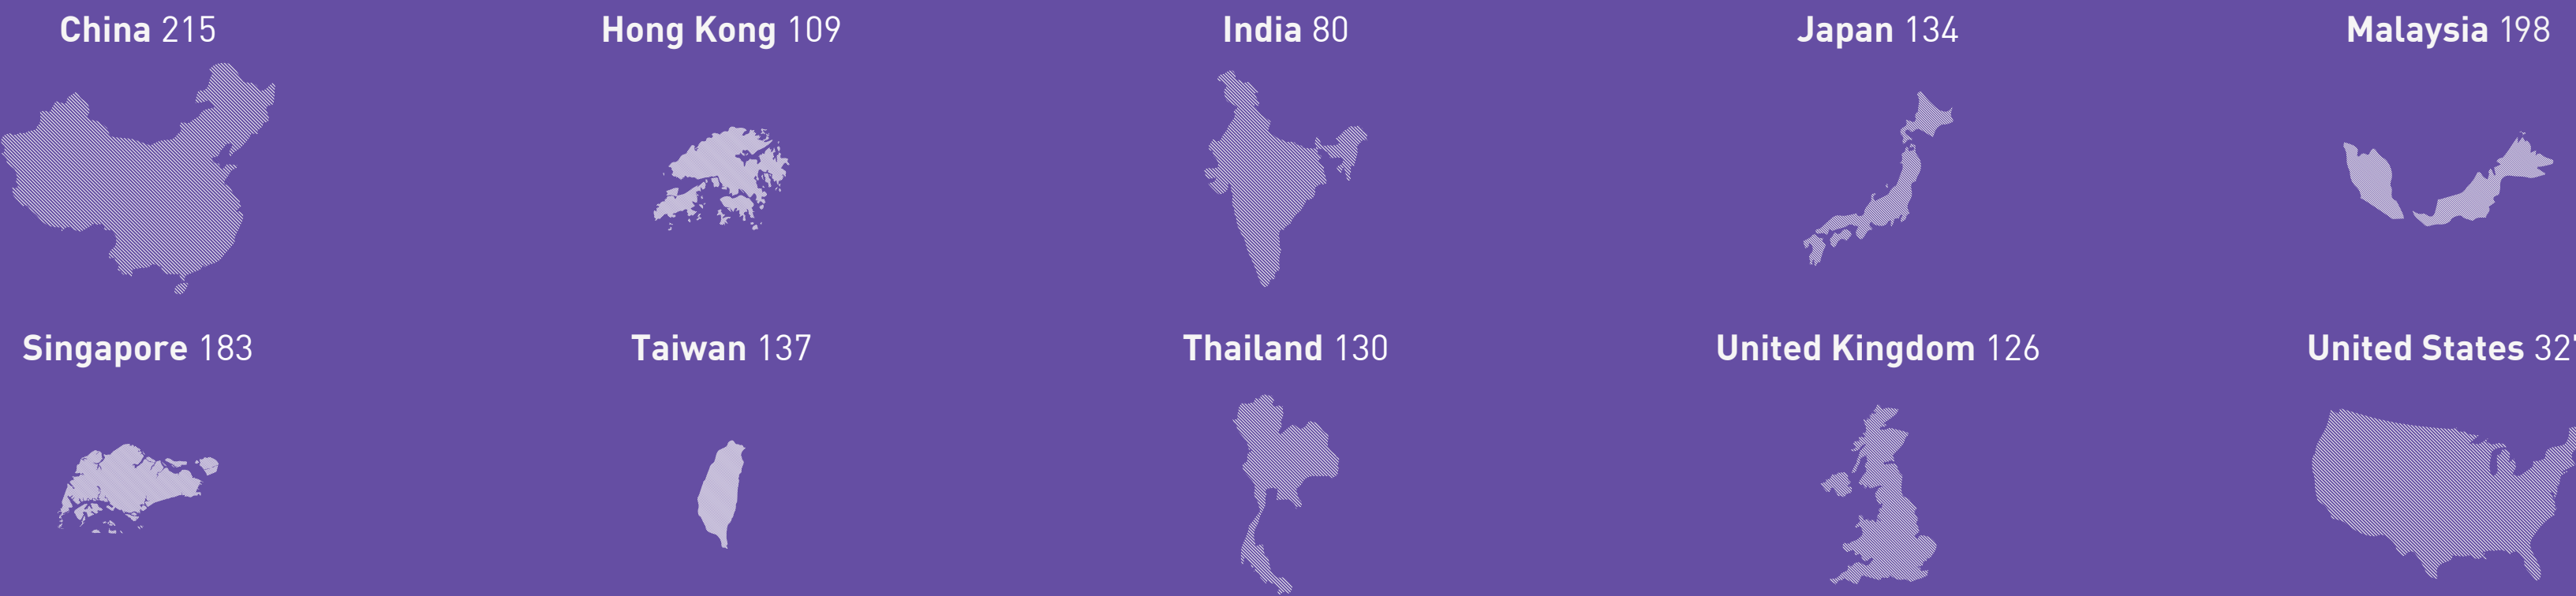 China 215
Hong Kong 109
India 80
Japan 134
Malaysia 198
Singapore 183
Taiwan 137
Thailand 130
United Kingdom 126
United States